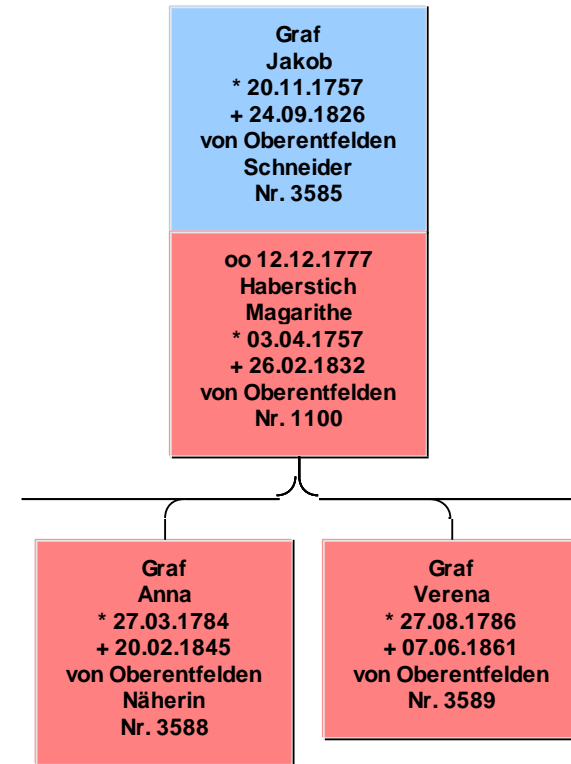 Graf
Jakob
* 20.11.1757
+ 24.09.1826
von Oberentfelden
Schneider
Nr. 3585
oo 12.12.1777
Haberstich
Magarithe
* 03.04.1757
+ 26.02.1832
von Oberentfelden
Nr. 1100
Graf
Anna
* 27.03.1784
+ 20.02.1845
von Oberentfelden
Näherin
Nr. 3588
Graf
Verena
* 27.08.1786
+ 07.06.1861
von Oberentfelden
Nr. 3589